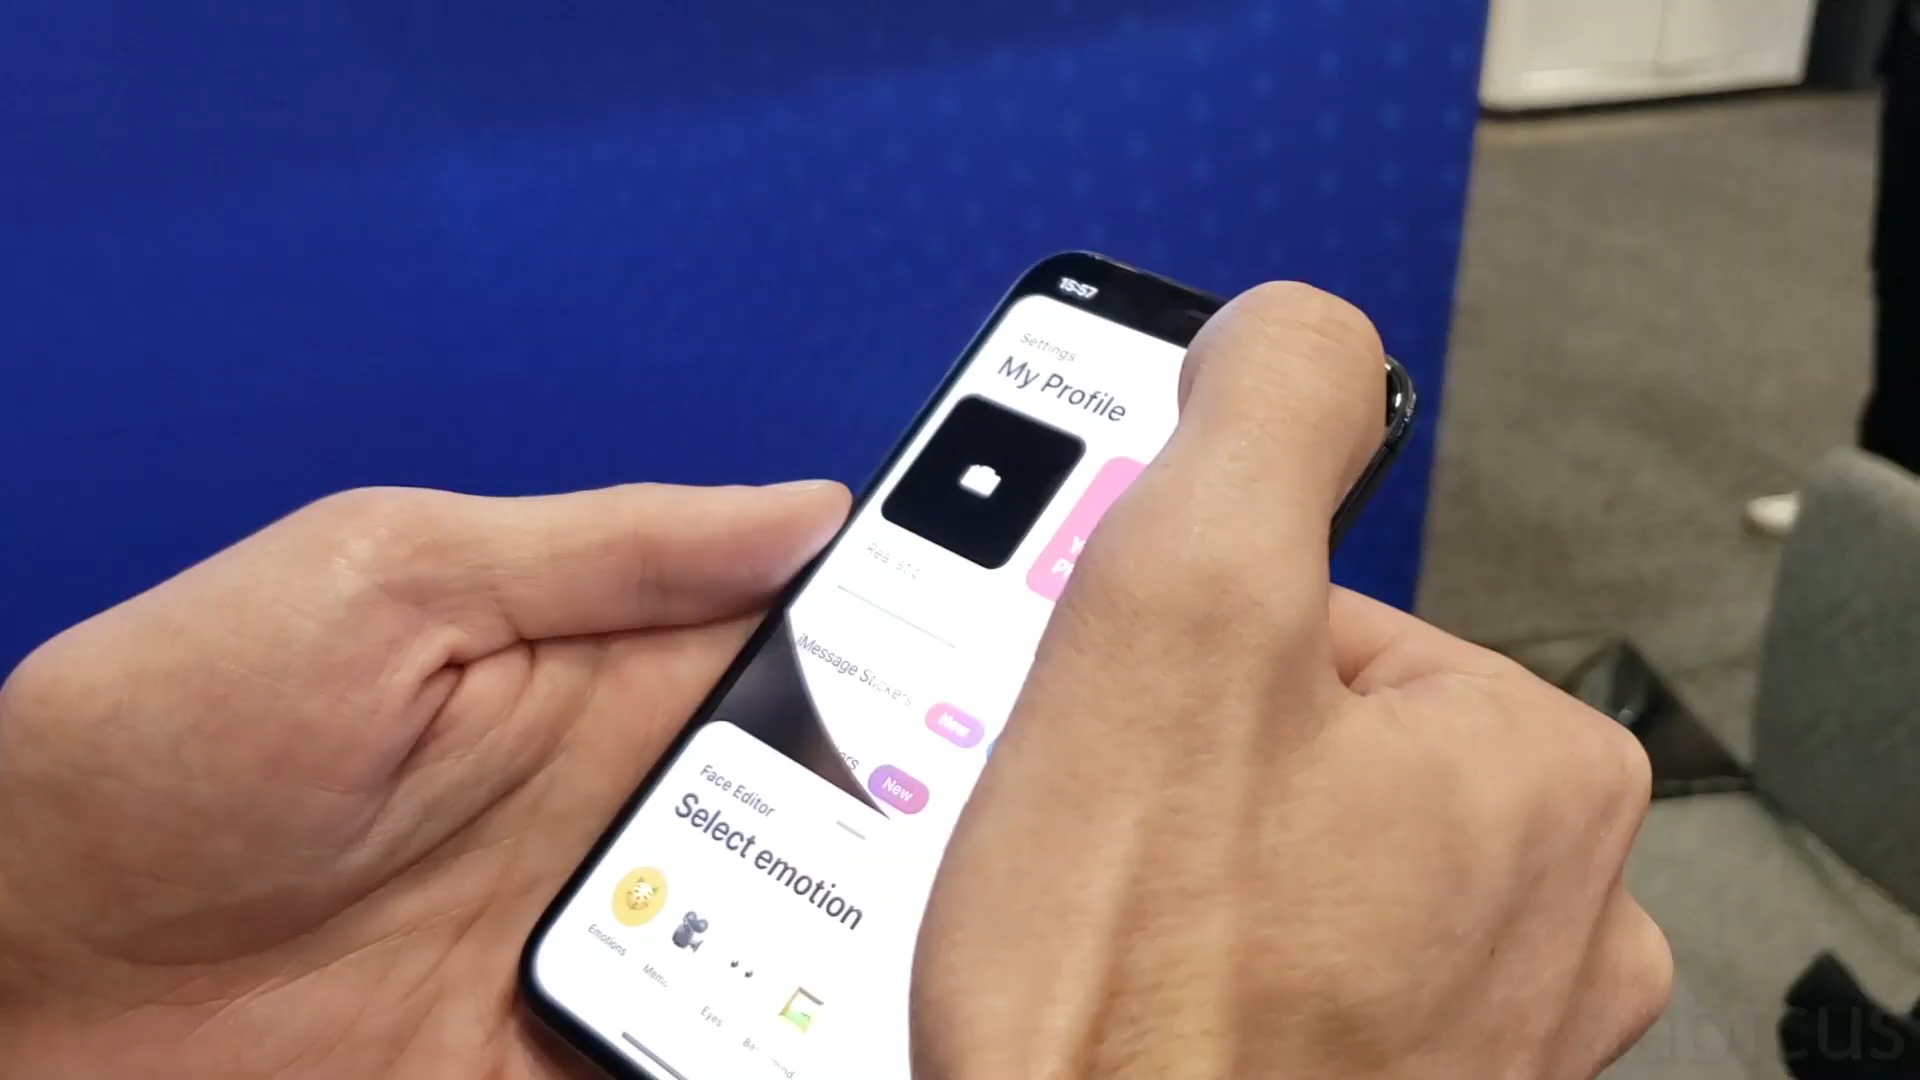 15:57
Settings
My Profile
iMessage Stickers
New
New
Face Editor
Select emotion
Emotions
Eyes